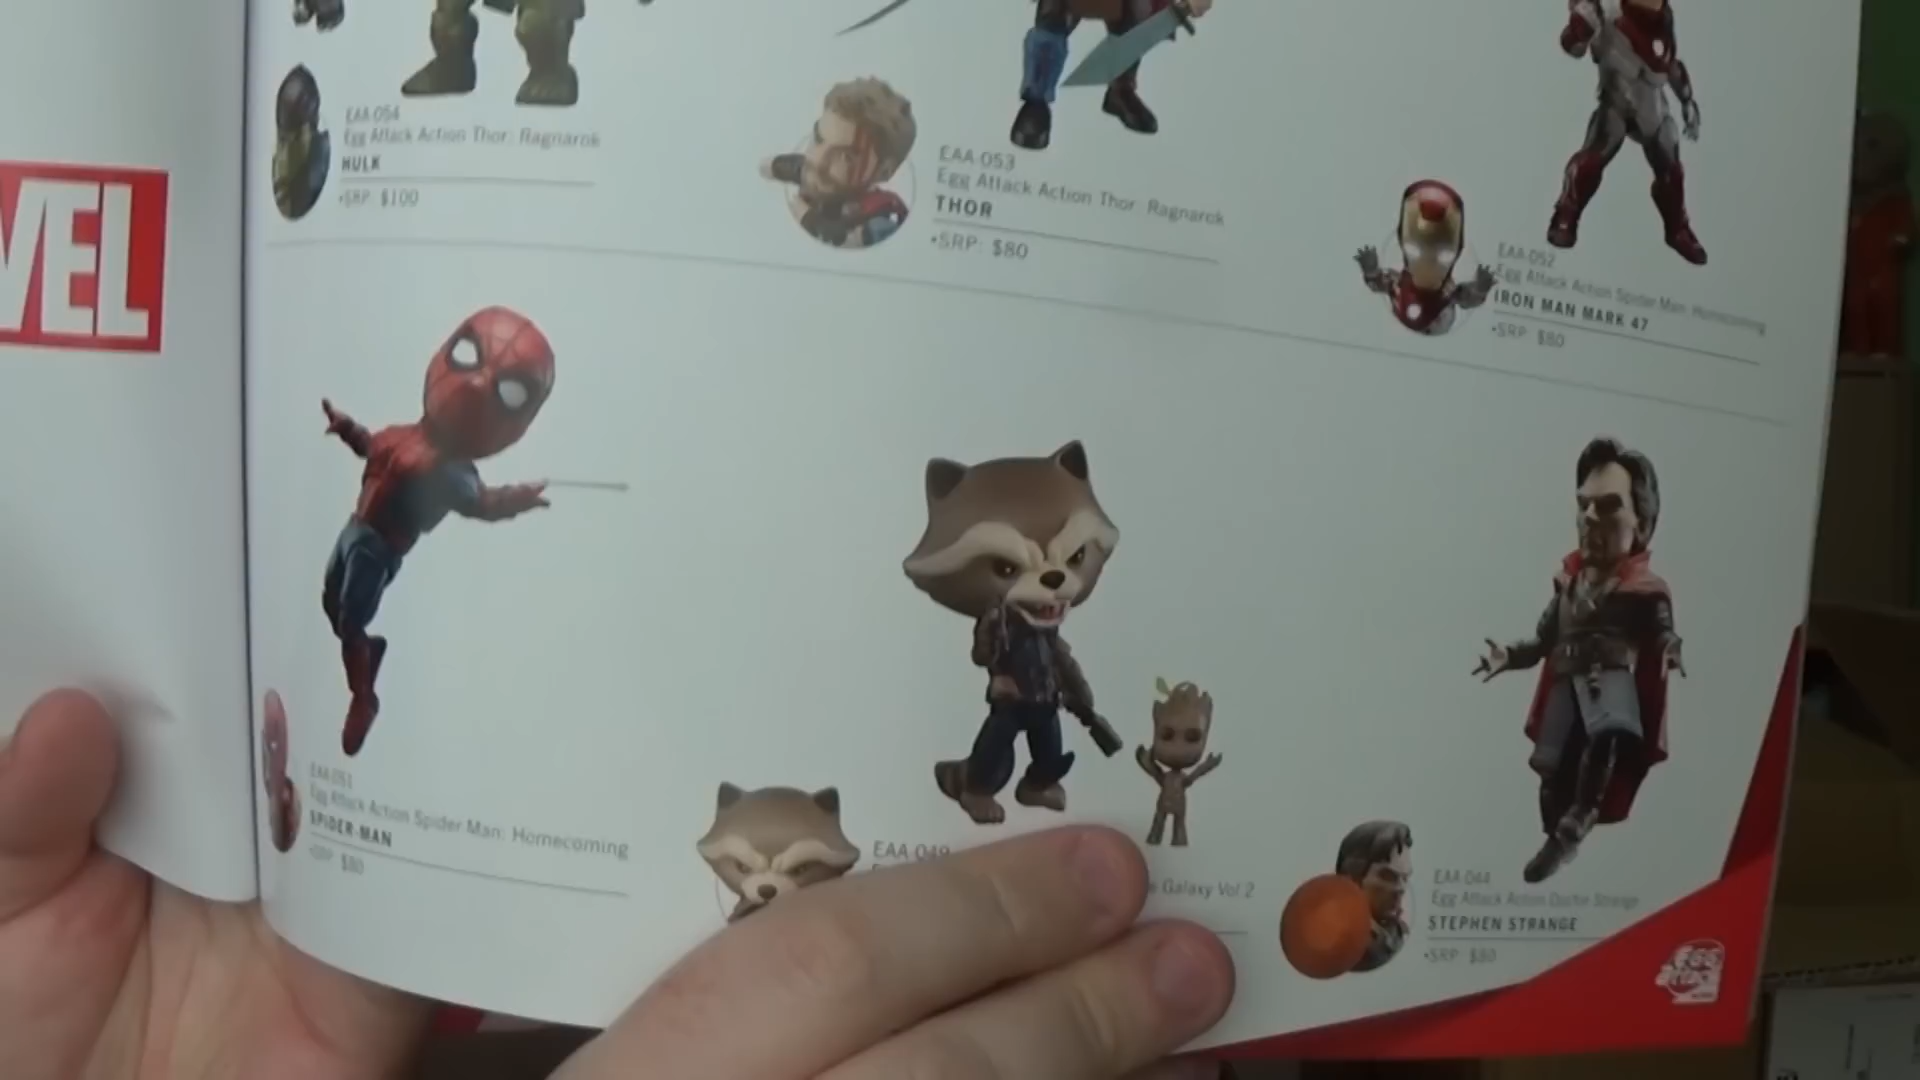 VEL
EAA-054
Egg Attack Action Thor: Ragnarok
HULK
•SRP: $100
EAA-053
Egg Attack Action Thor: Ragnarok
THOR
•SRP: $80
EAA-052
Egg Attack Action Spider Man: Homecoming
IRON MAN MARK 47
•SRP: $80
EAA-051
Egg Attack Action Spider Man: Homecoming
SPIDER-MAN
•SRP: $80
EAA-049
Galaxy Vol.2
EAA-044
Egg Attack Action Doctor Strange
STEPHEN STRANGE
•SRP: $80
EGG